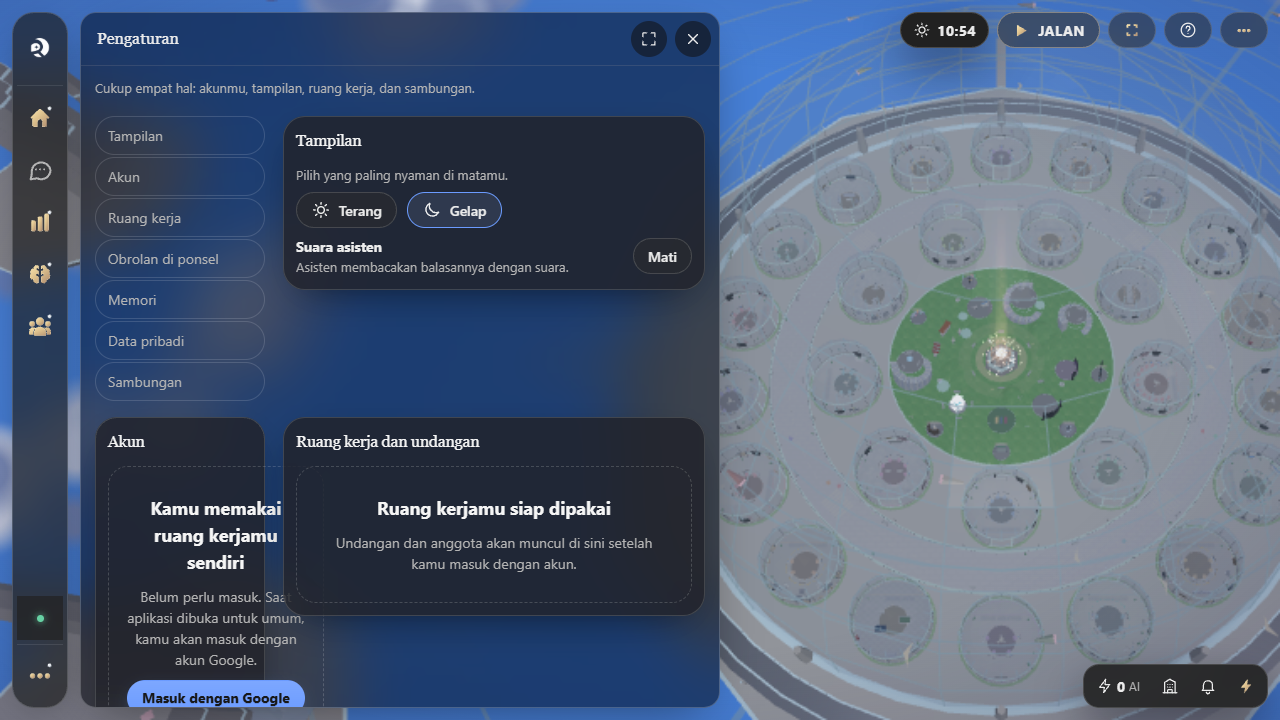 Pengaturan
10:54
JALAN
Cukup empat hal: akunmu, tampilan, ruang kerja, dan sambungan.
Tampilan
Akun
Ruang kerja
Obrolan di ponsel
Memori
Data pribadi
Sambungan
Tampilan
Pilih yang paling nyaman di matamu.
Terang
Gelap
Suara asisten
Asisten membacakan balasannya dengan suara.
Mati
Akun
Kamu memakai
ruang kerjamu
sendiri
Belum perlu masuk. Saat
aplikasi dibuka untuk umum,
kamu akan masuk dengan
akun Google.
Masuk dengan Google
Ruang kerja dan undangan
Ruang kerjamu siap dipakai
Undangan dan anggota akan muncul di sini setelah
kamu masuk dengan akun.
0 AI